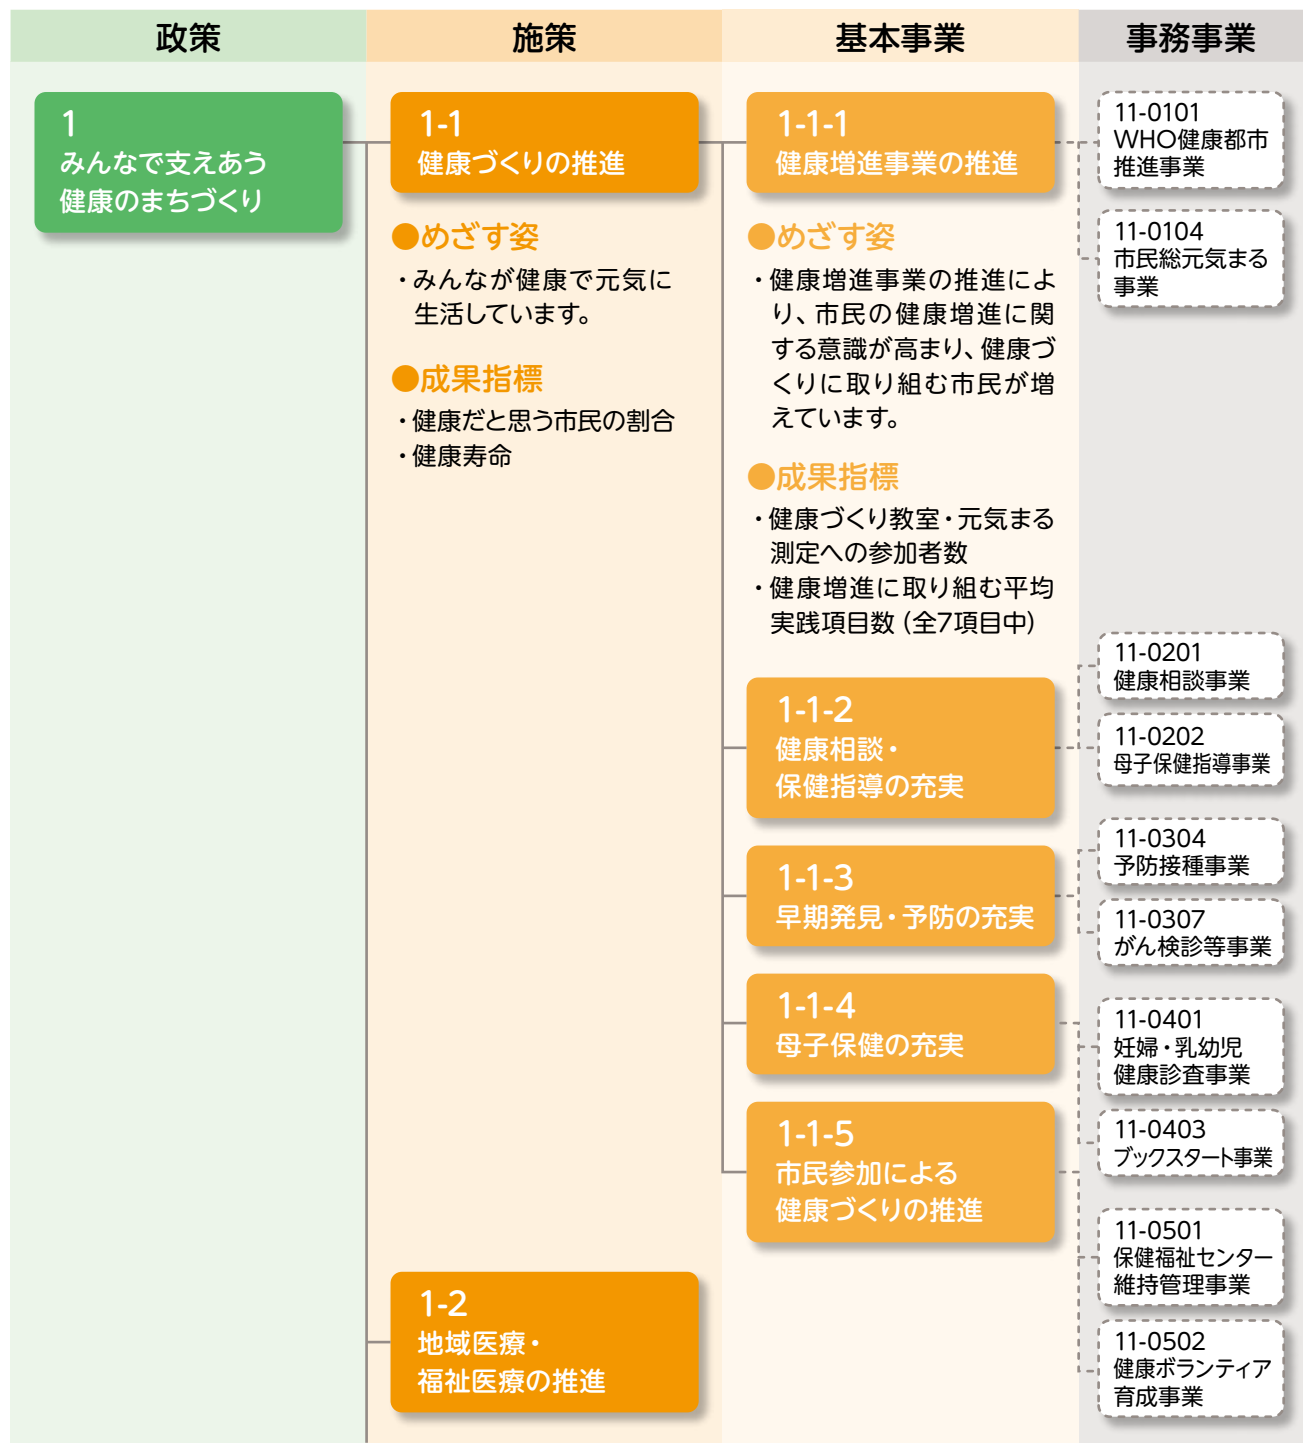 政策
施策
基本事業
事務事業
1
みんなで支えあう
健康のまちづくり
1-1
健康づくりの推進
●めざす姿
・みんなが健康で元気に
生活しています。
●成果指標
・健康だと思う市民の割合
・健康寿命
1-2
地域医療・
福祉医療の推進
1-1-1
健康増進事業の推進
●めざす姿
・健康増進事業の推進によ
り、市民の健康増進に関
する意識が高まり、健康づ
くりに取り組む市民が増
えています。
●成果指標
・健康づくり教室・元気まる
測定への参加者数
・健康増進に取り組む平均
実践項目数（全7項目中）
1-1-2
健康相談・
保健指導の充実
1-1-3
早期発見・予防の充実
1-1-4
母子保健の充実
1-1-5
市民参加による
健康づくりの推進
11-0101
WHO健康都市
推進事業
11-0104
市民総元気まる
事業
11-0201
健康相談事業
11-0202
母子保健指導事業
11-0304
予防接種事業
11-0307
がん検診等事業
11-0401
妊婦・乳幼児
健康診査事業
11-0403
ブックスタート事業
11-0501
保健福祉センター
維持管理事業
11-0502
健康ボランティア
育成事業